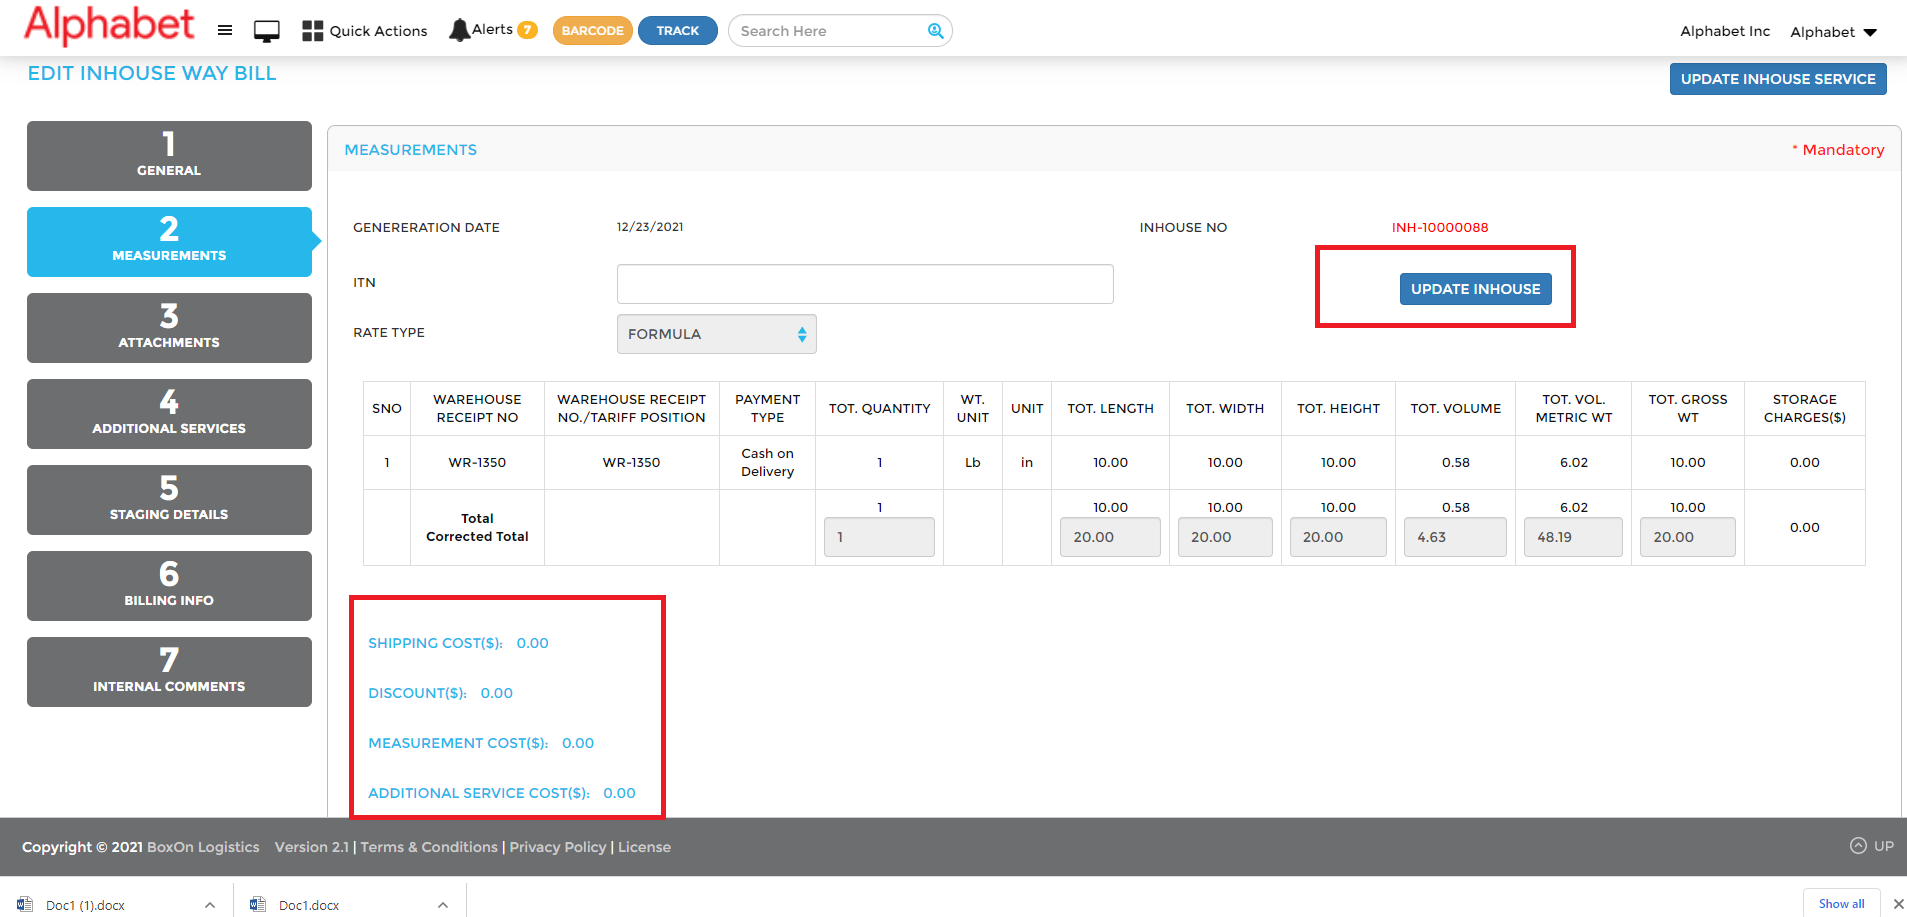 Alphabet
Quick Actions
Alerts 7
BARCODE
TRACK
Search Here
Alphabet Inc
Alphabet
EDIT INHOUSE WAY BILL
UPDATE INHOUSE SERVICE
1
GENERAL
2
MEASUREMENTS
3
ATTACHMENTS
4
ADDITIONAL SERVICES
5
STAGING DETAILS
6
BILLING INFO
7
INTERNAL COMMENTS
MEASUREMENTS
* Mandatory
GENERERATION DATE 12/23/2021 INHOUSE NO INH-10000088
ITN
UPDATE INHOUSE
RATE TYPE FORMULA
SNO WAREHOUSE RECEIPT NO WAREHOUSE RECEIPT NO./TARIFF POSITION PAYMENT TYPE TOT. QUANTITY WT. UNIT UNIT TOT. LENGTH TOT. WIDTH TOT. HEIGHT TOT. VOLUME TOT. VOL. METRIC WT TOT. GROSS WT STORAGE CHARGES($)
1 WR-1350 WR-1350 Cash on Delivery 1 Lb in 10.00 10.00 10.00 0.58 6.02 10.00 0.00
Total 1 10.00 10.00 10.00 0.58 6.02 10.00 0.00
Corrected Total 1 20.00 20.00 20.00 4.63 48.19 20.00
SHIPPING COST($): 0.00
DISCOUNT($): 0.00
MEASUREMENT COST($): 0.00
ADDITIONAL SERVICE COST($): 0.00
Copyright © 2021 BoxOn Logistics Version 2.1 | Terms & Conditions | Privacy Policy | License
UP
Doc1 (1).docx
Doc1.docx
Show all